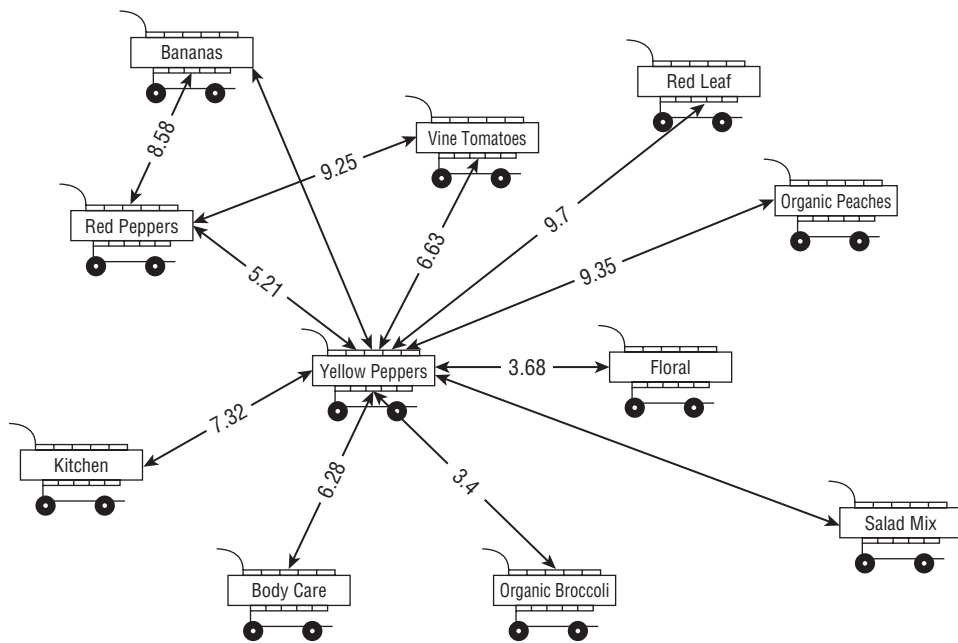 Bananas
Red Leaf
Vine Tomatoes
8.58
9.25
Organic Peaches
Red Peppers
9.7
6.63
9.35
5.21
Yellow Peppers
3.68
Floral
7.32
Kitchen
6.28
3.4
Salad Mix
Body Care
Organic Broccoli